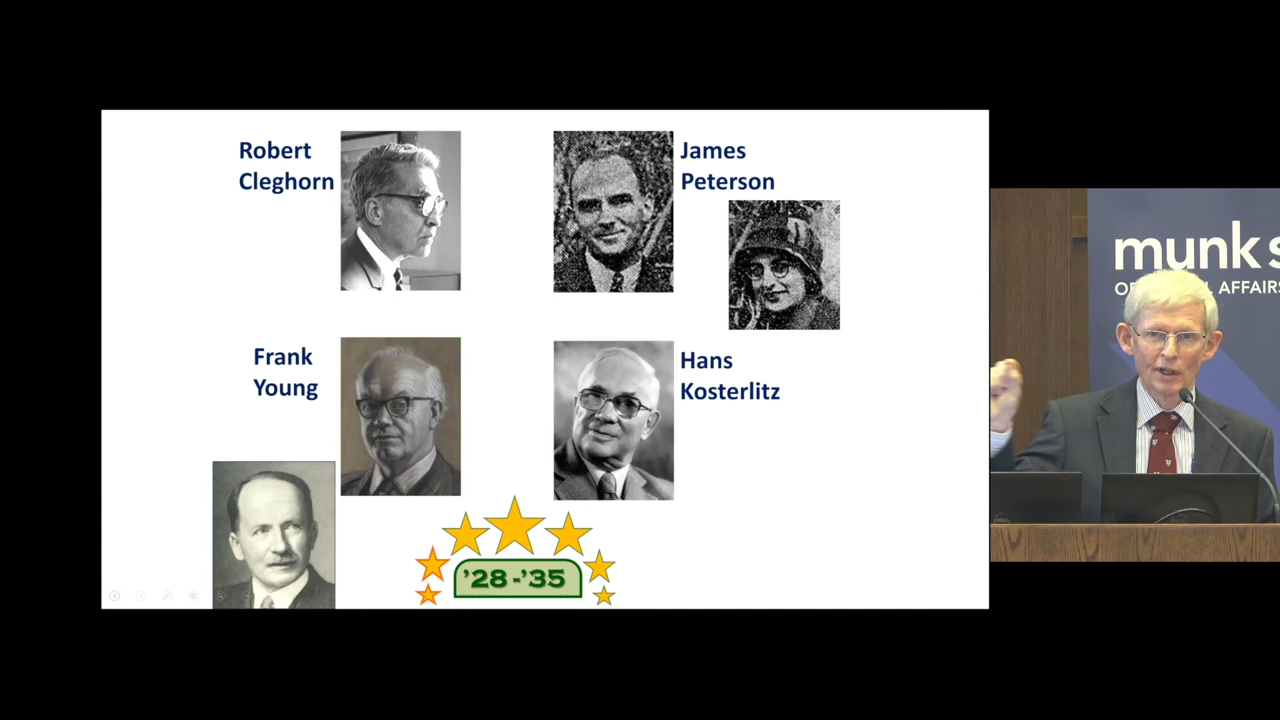 Robert
Cleghorn
James
Peterson
Frank
Young
Hans
Kosterlitz
'28-'35
munk s
AFFAIRS